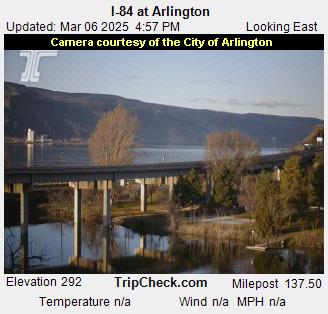 I-84 at Arlington
Updated: Mar 06 2025 4:57 PM Looking East
Camera courtesy of the City of Arlington
Elevation 292 TripCheck.com Milepost 137.50
Temperature n/a Wind n/a MPH n/a